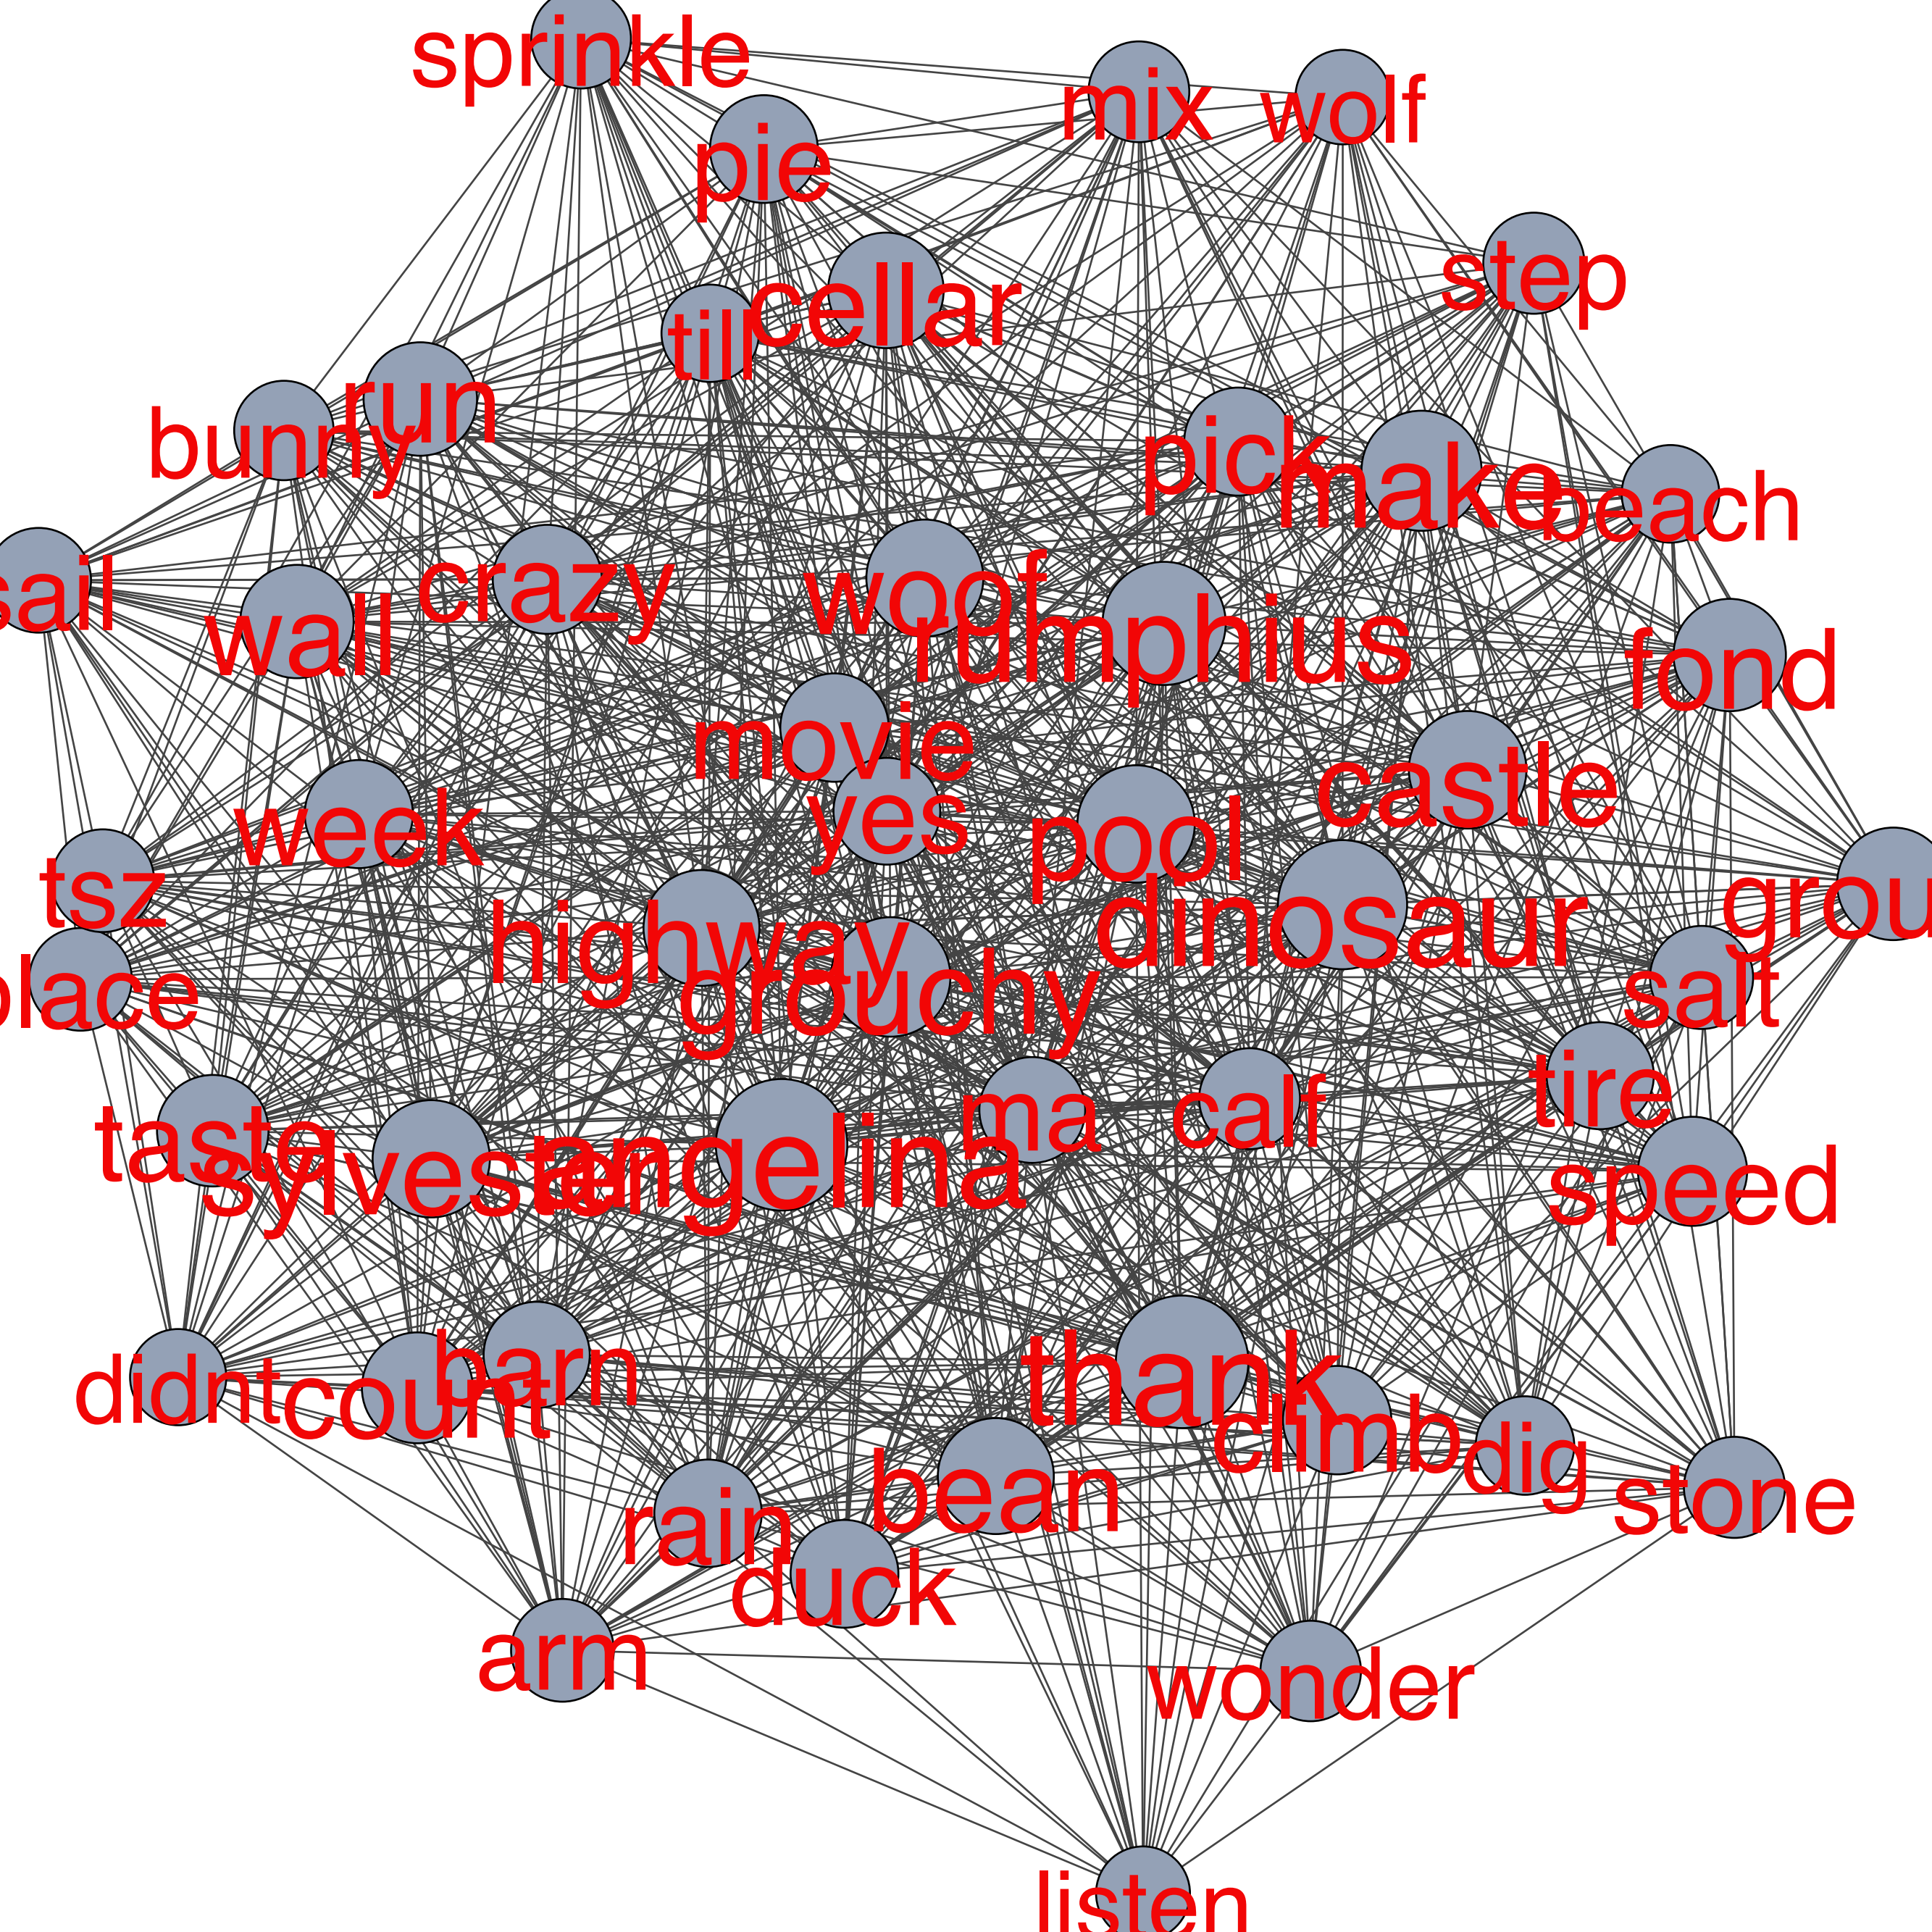 sprinkle
mix
wolf
pie
step
cellar
till
run
bunny
pick
make
beach
sail
crazy
woof
wall
rumphius
fond
movie
castle
week
yes
pool
tsz
highway
dinosaur
grou
salt
place
grouchy
tire
taste
ma
calf
sylvester
angelina
speed
didnt
count
barn
thank
climb
dig
stone
bean
rain
duck
arm
wonder
listen